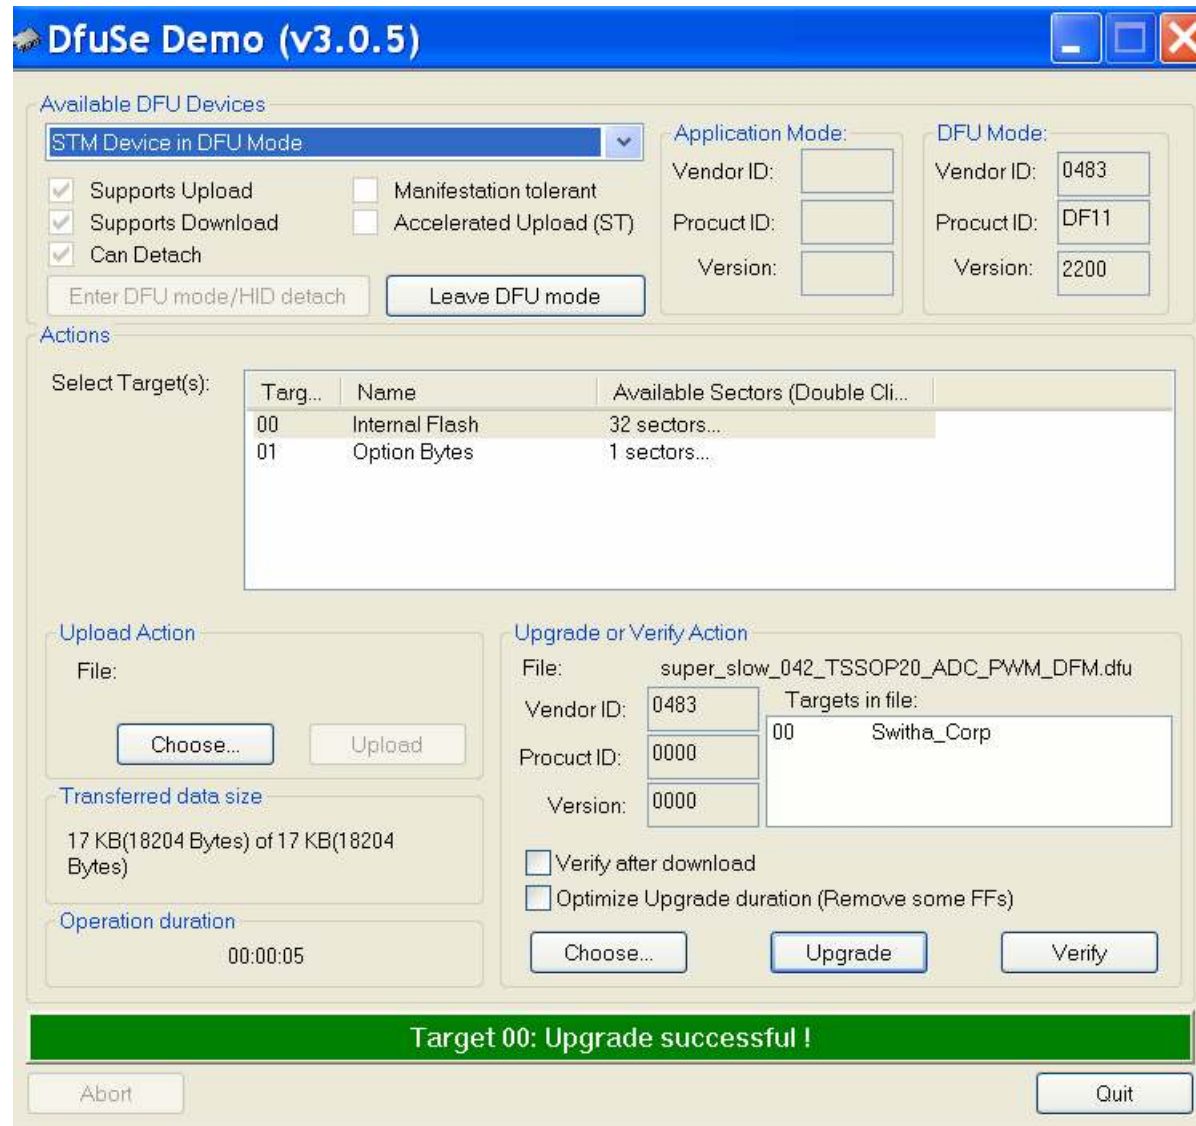 DfuSe Demo (v3.0.5)
Available DFU Devices
STM Device in DFU Mode
Supports Upload
Manifestation tolerant
Supports Download
Accelerated Upload (ST)
Can Detach
Enter DFU mode/HID detach
Leave DFU mode
Application Mode:
Vendor ID:
Procuct ID:
Version:
DFU Mode:
Vendor ID: 0483
Procuct ID: DF11
Version: 2200
Actions
Select Target(s):
Targ... Name Available Sectors (Double Cli...
00 Internal Flash 32 sectors...
01 Option Bytes 1 sectors...
Upload Action
File:
Choose... Upload
Transferred data size
17 KB(18204 Bytes) of 17 KB(18204
Bytes)
Operation duration
00:00:05
Upgrade or Verify Action
File: super_slow_042_TSSOP20_ADC_PWM_DFM.dfu
Vendor ID: 0483
Procuct ID: 0000
Version: 0000
Targets in file:
00 Switha_Corp
Verify after download
Optimize Upgrade duration (Remove some FFs)
Choose... Upgrade Verify
Target 00: Upgrade successful !
Abort Quit